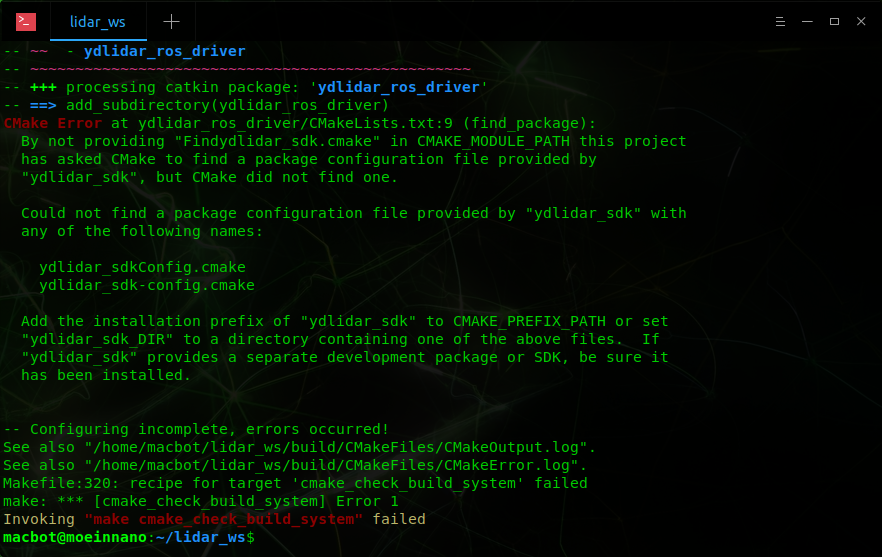 lidar_ws
-- ~~  - ydlidar_ros_driver
-- ~~~~~~~~~~~~~~~~~~~~~~~~~~~~~~~~~~~~~~~~~~~~~~~~~
-- +++ processing catkin package: 'ydlidar_ros_driver'
-- ==> add_subdirectory(ydlidar_ros_driver)
CMake Error at ydlidar_ros_driver/CMakeLists.txt:9 (find_package):
  By not providing "Findydlidar_sdk.cmake" in CMAKE_MODULE_PATH this project
  has asked CMake to find a package configuration file provided by
  "ydlidar_sdk", but CMake did not find one.
  Could not find a package configuration file provided by "ydlidar_sdk" with
  any of the following names:
    ydlidar_sdkConfig.cmake
    ydlidar_sdk-config.cmake
  Add the installation prefix of "ydlidar_sdk" to CMAKE_PREFIX_PATH or set
  "ydlidar_sdk_DIR" to a directory containing one of the above files.  If
  "ydlidar_sdk" provides a separate development package or SDK, be sure it
  has been installed.
-- Configuring incomplete, errors occurred!
See also "/home/macbot/lidar_ws/build/CMakeFiles/CMakeOutput.log".
See also "/home/macbot/lidar_ws/build/CMakeFiles/CMakeError.log".
Makefile:320: recipe for target 'cmake_check_build_system' failed
make: *** [cmake_check_build_system] Error 1
Invoking "make cmake_check_build_system" failed
macbot@moeinnano:~/lidar_ws$